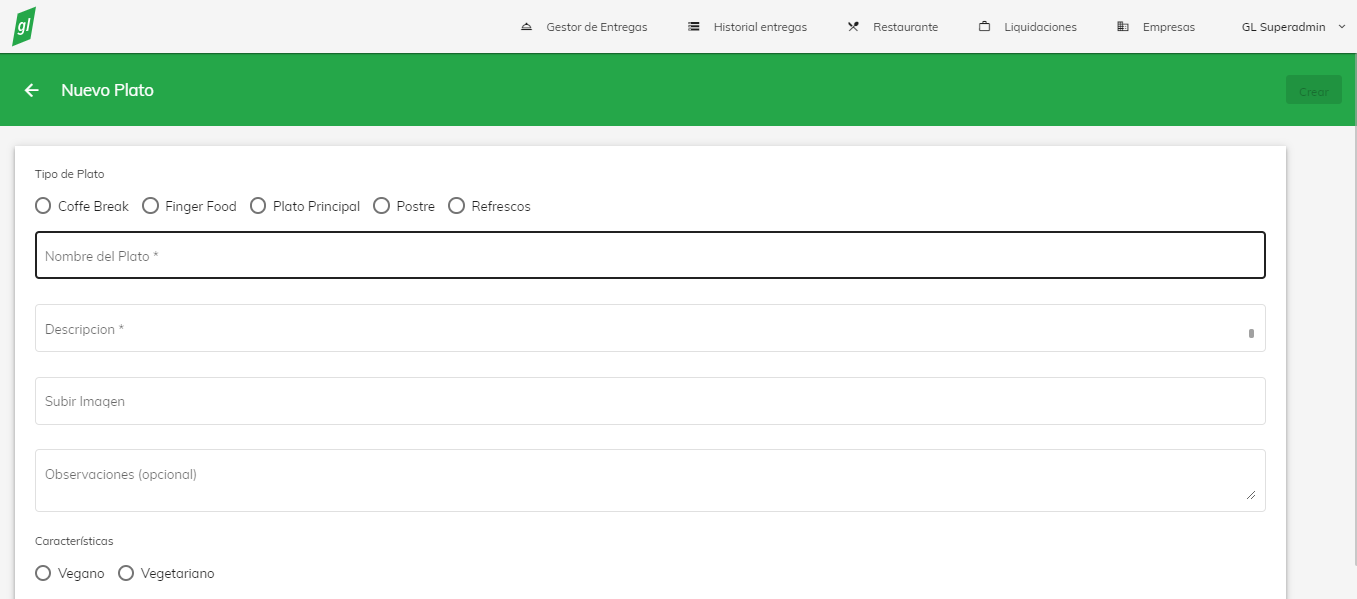 gl
Gestor de Entregas
Historial entregas
Restaurante
Liquidaciones
Empresas
GL Superadmin
Nuevo Plato
Crear
Tipo de Plato
Coffe Break
Finger Food
Plato Principal
Postre
Refrescos
Nombre del Plato *
Descripcion *
Subir Imagen
Observaciones (opcional)
Características
Vegano
Vegetariano